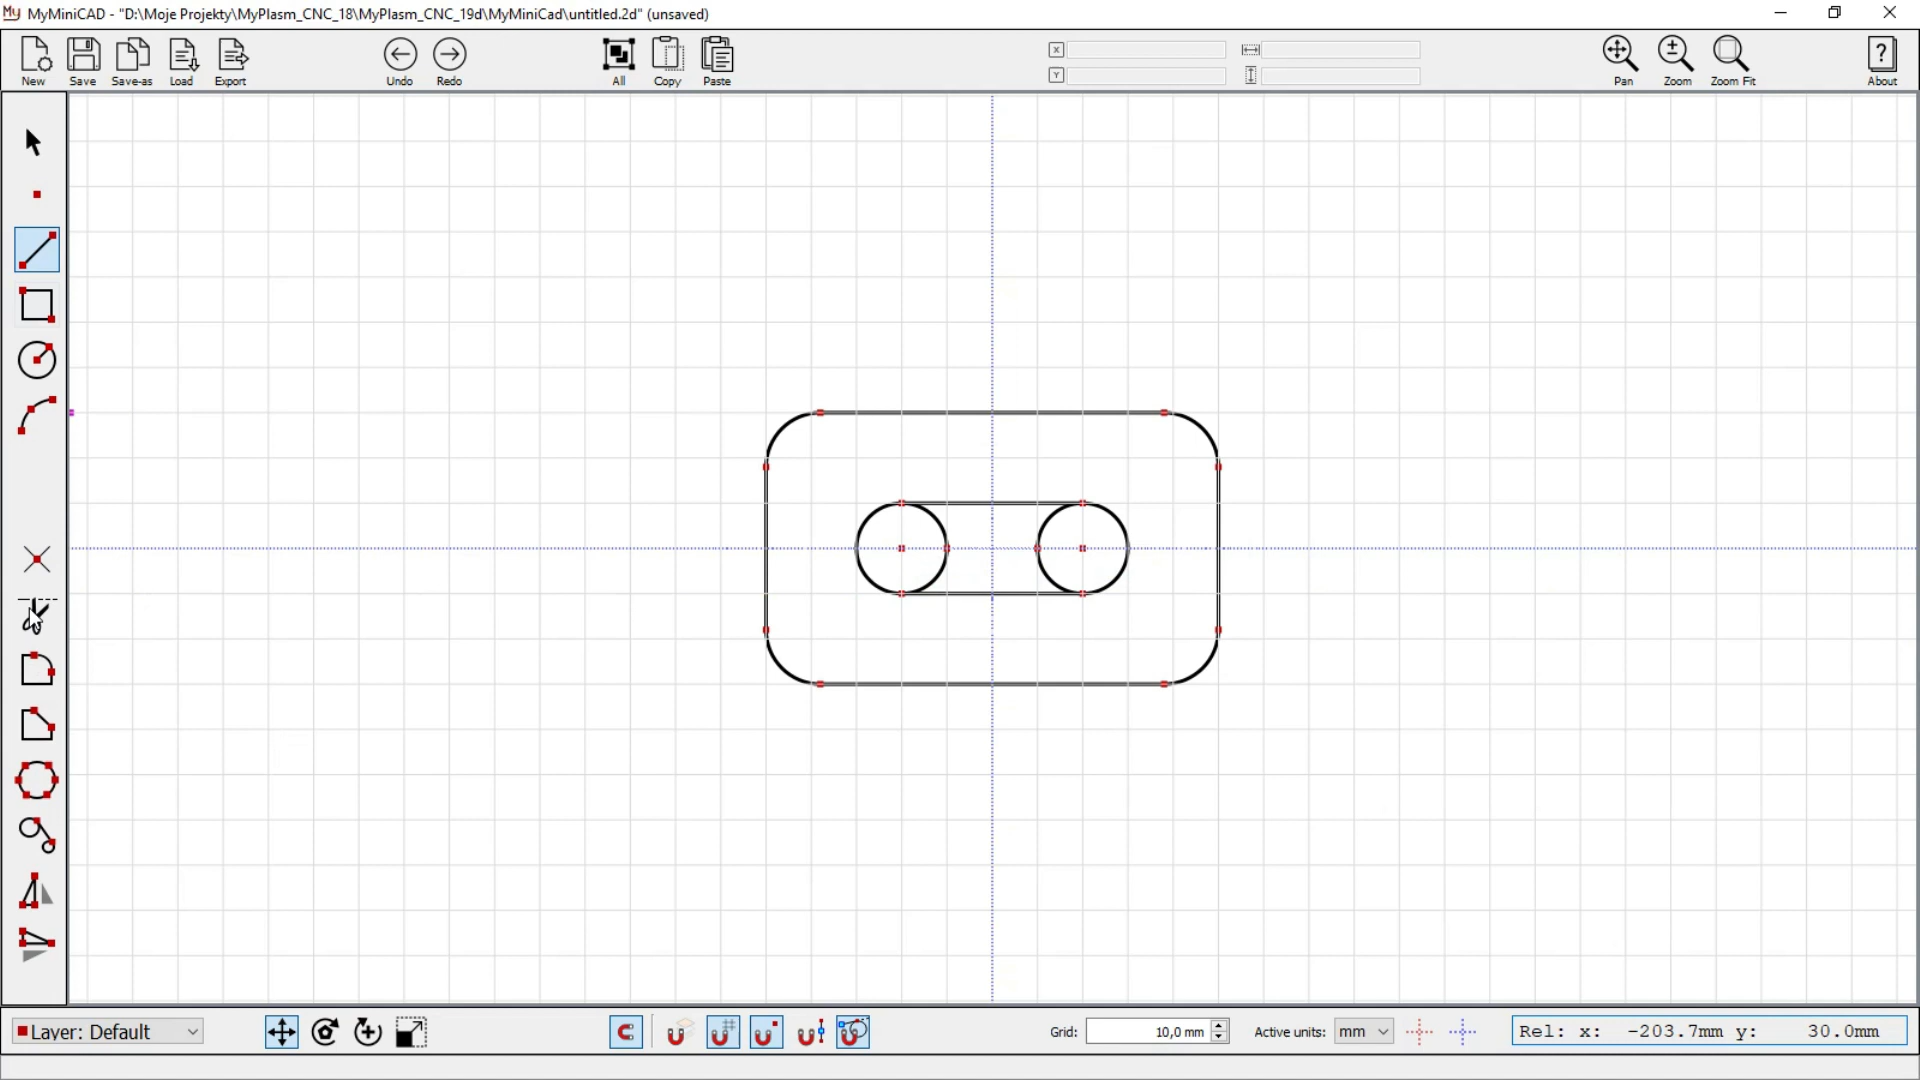 My MyMiniCAD - "D:\Moje Projekty\MyPlasm_CNC_18\MyPlasm_CNC_19d\MyMiniCad\untitled.2d" (unsaved)
New Save Save-as Load Export Undo Redo All Copy Paste X Y Pan Zoom Zoom Fit ? About
Layer: Default Grid: 10,0 mm Active units: mm Rel: x: -203.7mm y: 30.0mm